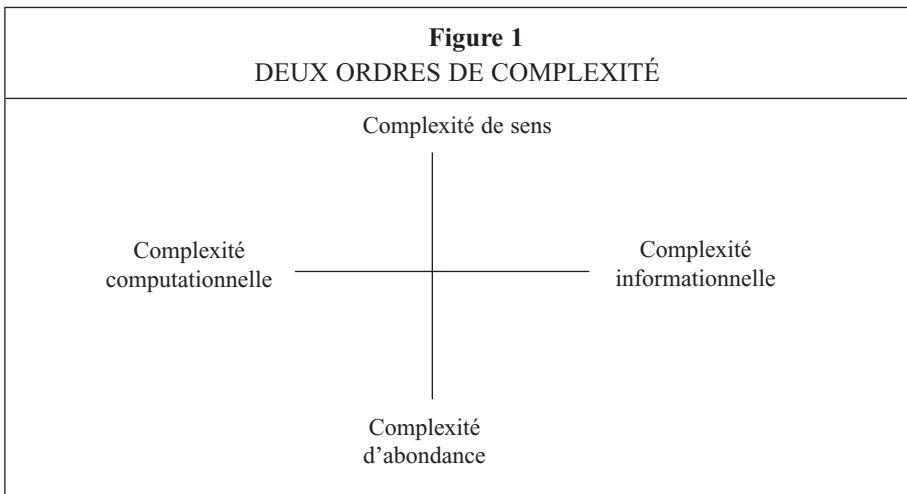 Figure 1
DEUX ORDRES DE COMPLEXITÉ
Complexité de sens
Complexité
computationnelle
Complexité
informationnelle
Complexité
d’abondance